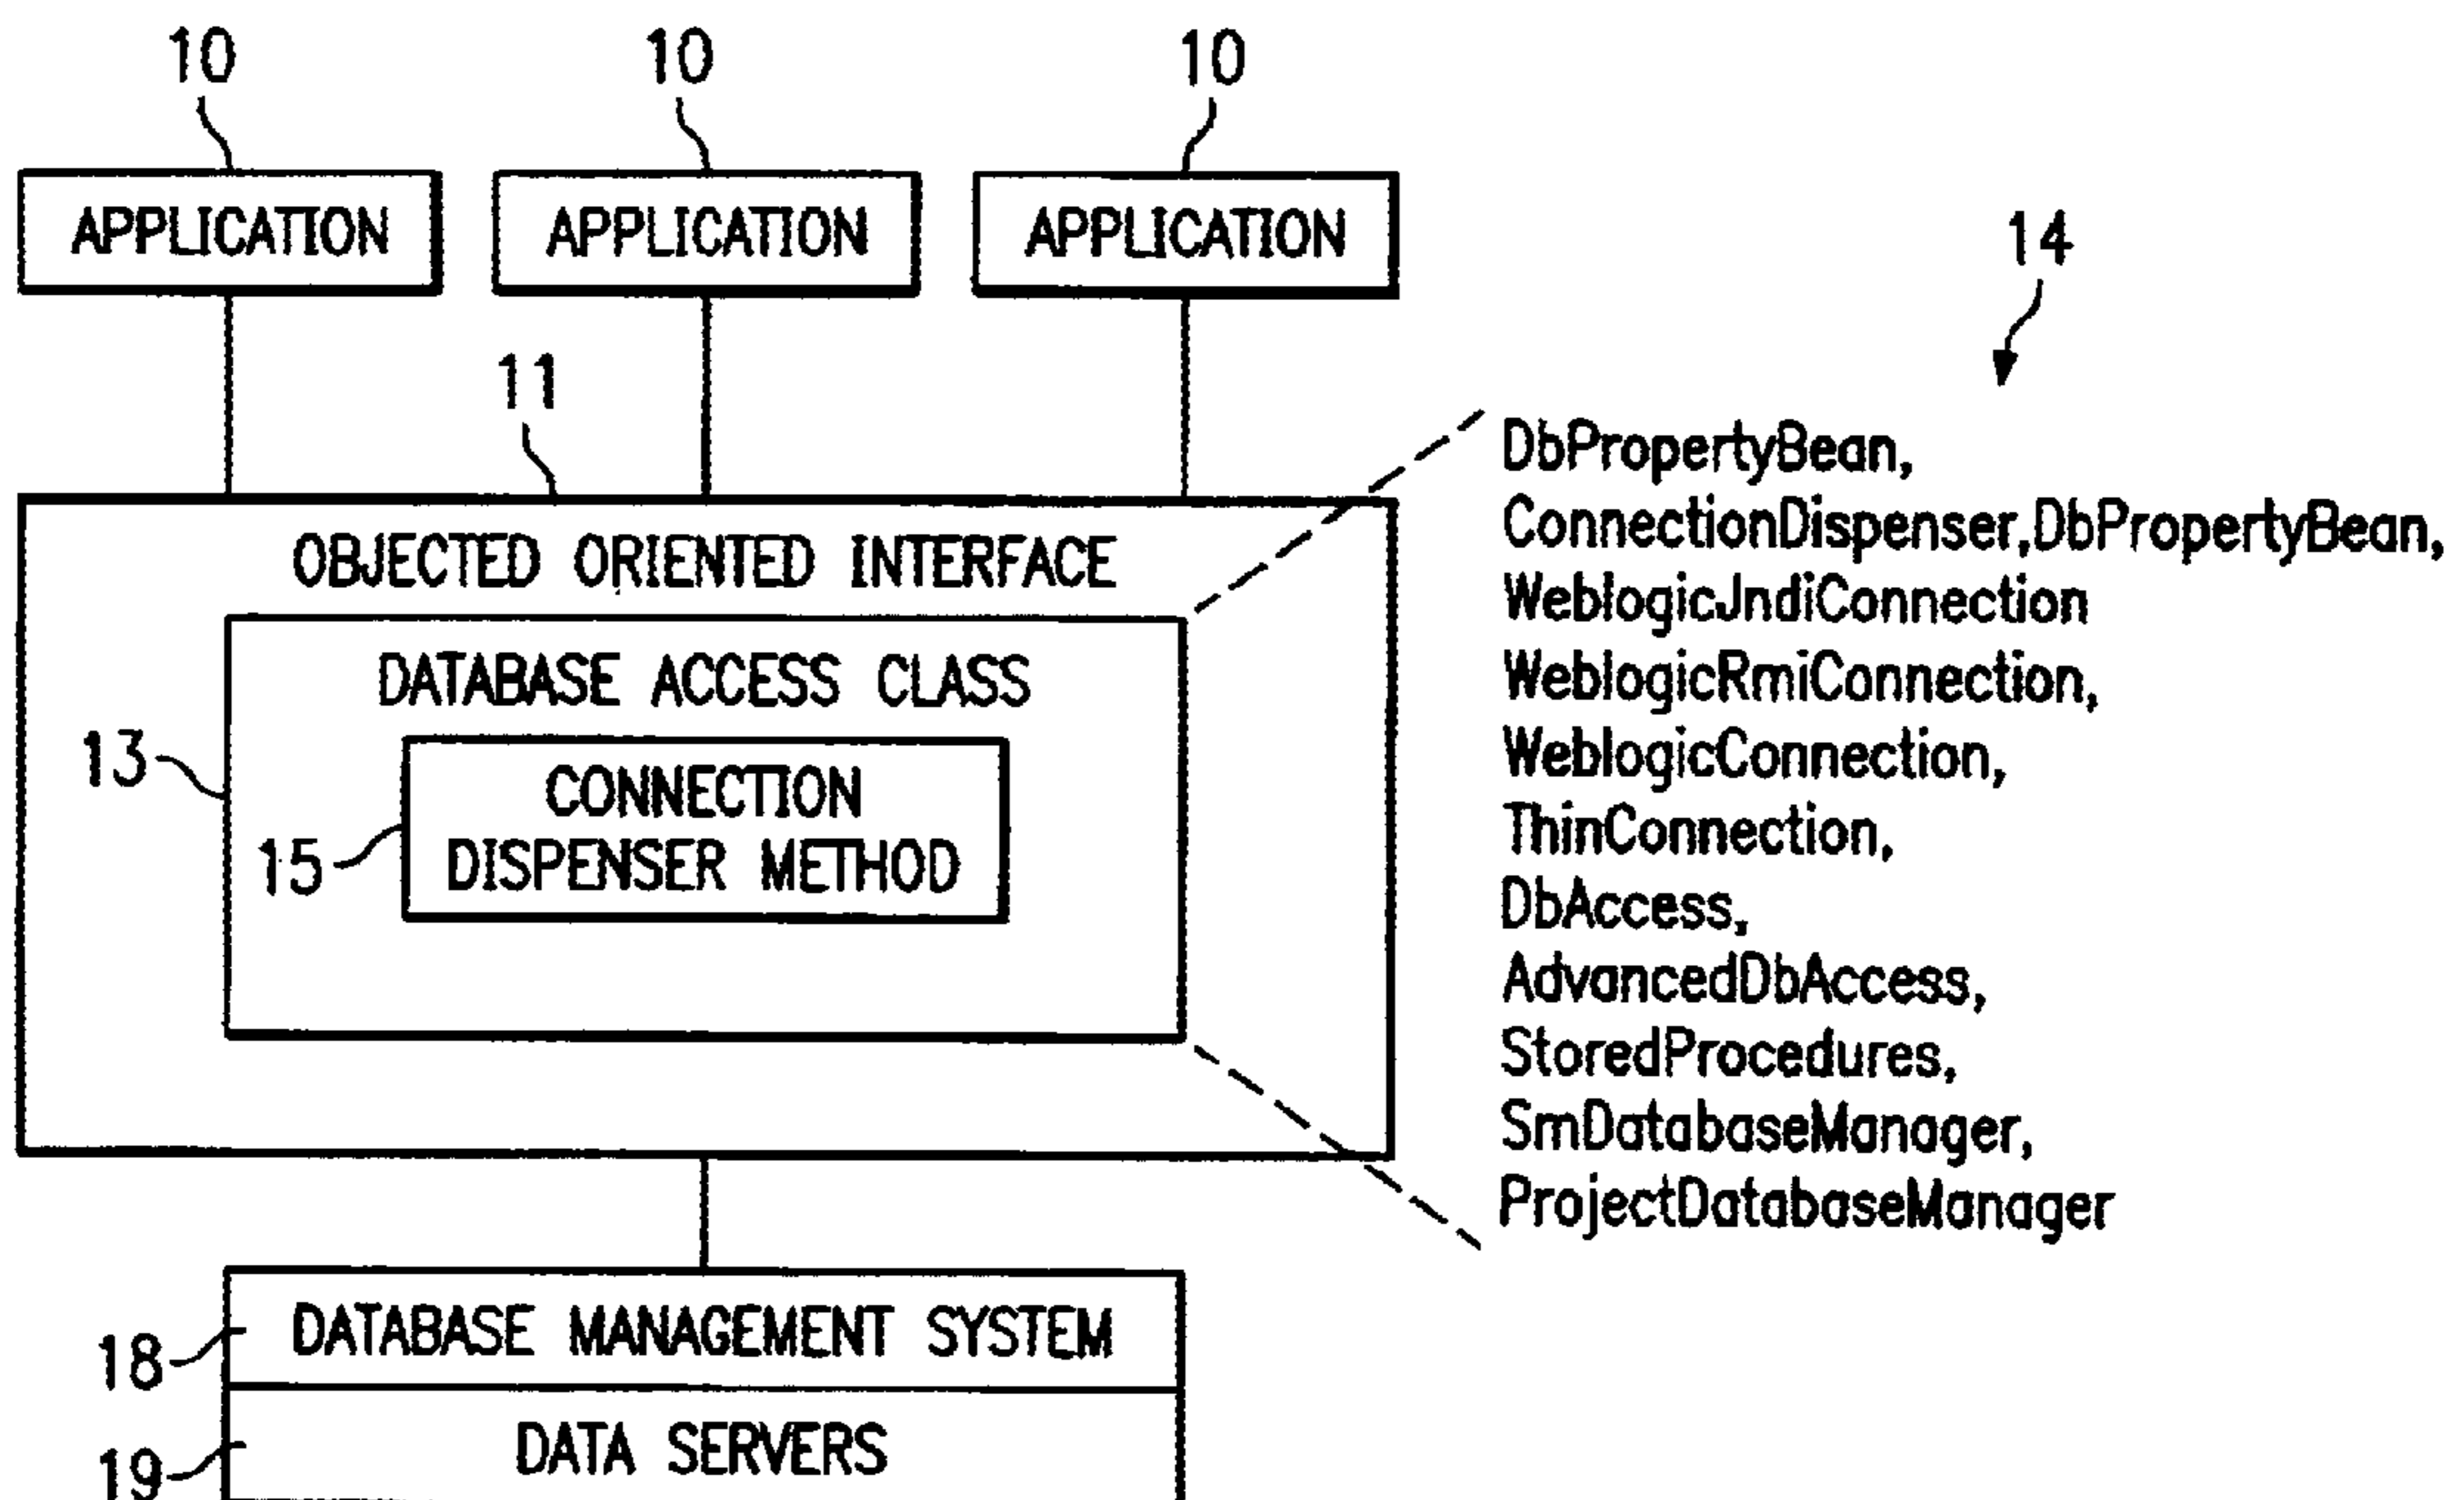 10 10 10
APPLICATION APPLICATION APPLICATION
14
11
DbPropertyBean,
ConnectionDispenser,DbPropertyBean,
WeblogicJndiConnection
WeblogicRmiConnection,
WeblogicConnection,
ThinConnection,
DbAccess,
AdvancedDbAccess,
StoredProcedures,
SmDatabaseManager,
ProjectDatabaseManager
OBJECTED ORIENTED INTERFACE
DATABASE ACCESS CLASS
13
CONNECTION
15 DISPENSER METHOD
18 DATABASE MANAGEMENT SYSTEM
19 DATA SERVERS